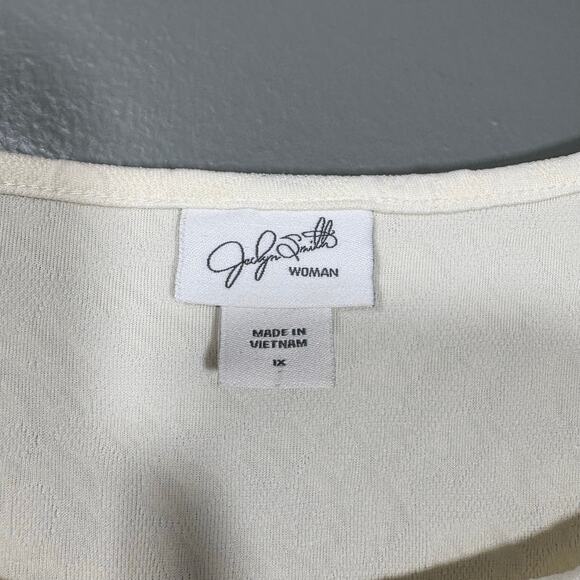 Jaclyn Smith
WOMAN
MADE IN
VIETNAM
1X